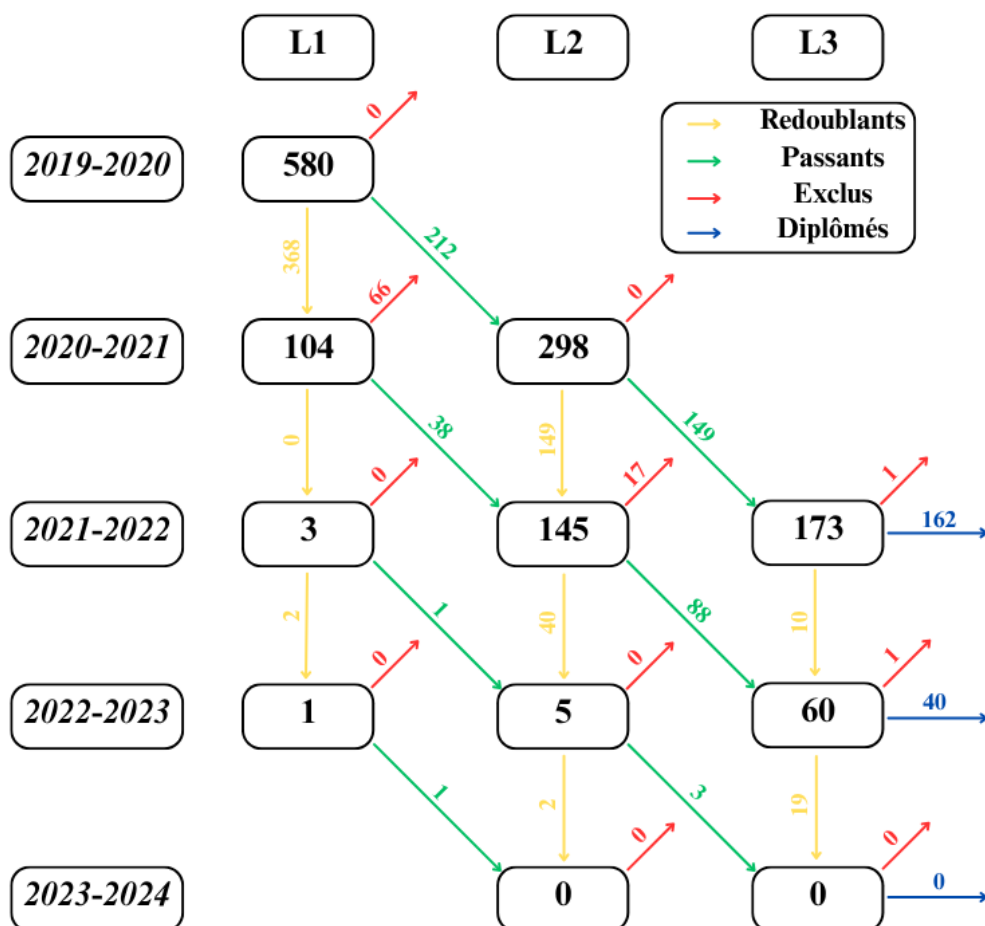 L1 L2 L3
0
2019-2020 580
Redoublants
Passants
Exclus
Diplômés
368 212
66 0
2020-2021 104 298
0 38 149 149
0 17 1
2021-2022 3 145 173 162
2 1 40 88 10
0 0 1
2022-2023 1 5 60 40
1 2 3 19
0 0
2023-2024 0 0 0